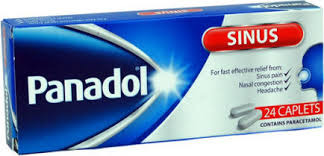 SINUS
Panadol
For fast effective relief from:
Sinus pain ✓
Nasal congestion ✓
Headache ✓
24 CAPLETS
CONTAINS PARACETAMOL